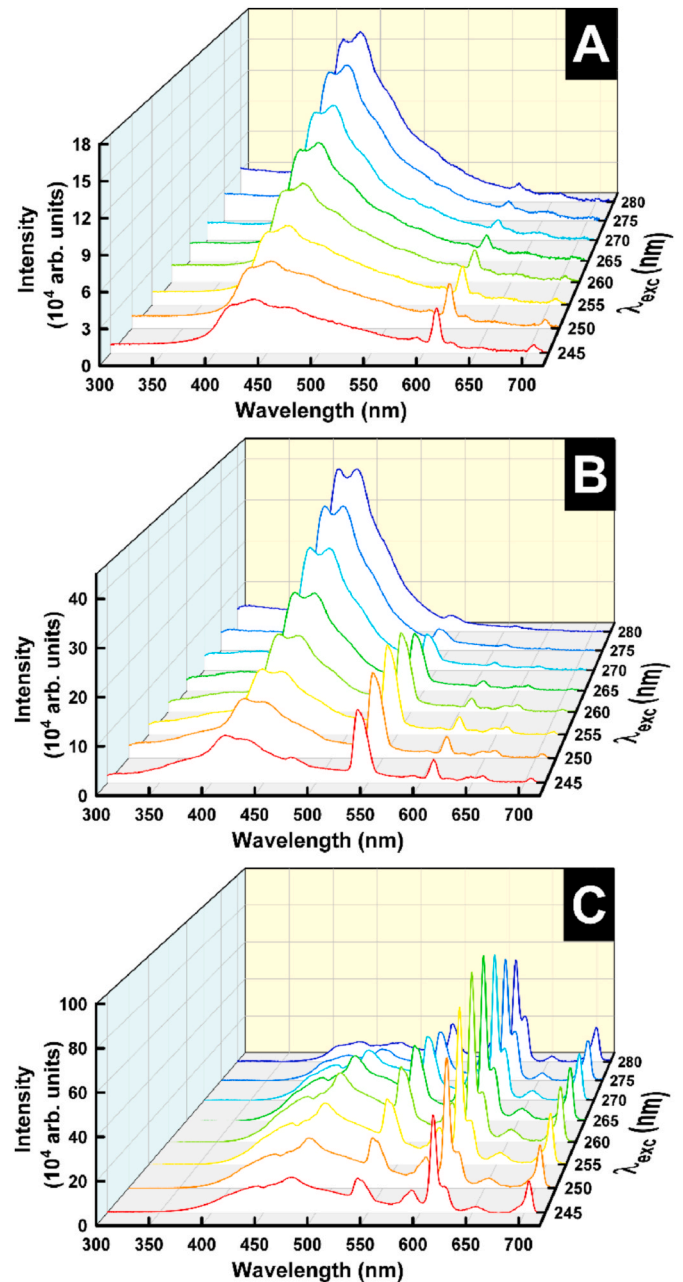 A
18
15
12
9
6
3
0
Intensity
(10⁴ arb. units)
300 350 400 450 500 550 600 650 700
Wavelength (nm)
280
275
270
265
260
255
250
245
λexc (nm)
B
40
30
20
10
0
Intensity
(10⁴ arb. units)
300 350 400 450 500 550 600 650 700
Wavelength (nm)
280
275
270
265
260
255
250
245
λexc (nm)
C
100
80
60
40
20
0
Intensity
(10⁴ arb. units)
300 350 400 450 500 550 600 650 700
Wavelength (nm)
280
275
270
265
260
255
250
245
λexc (nm)